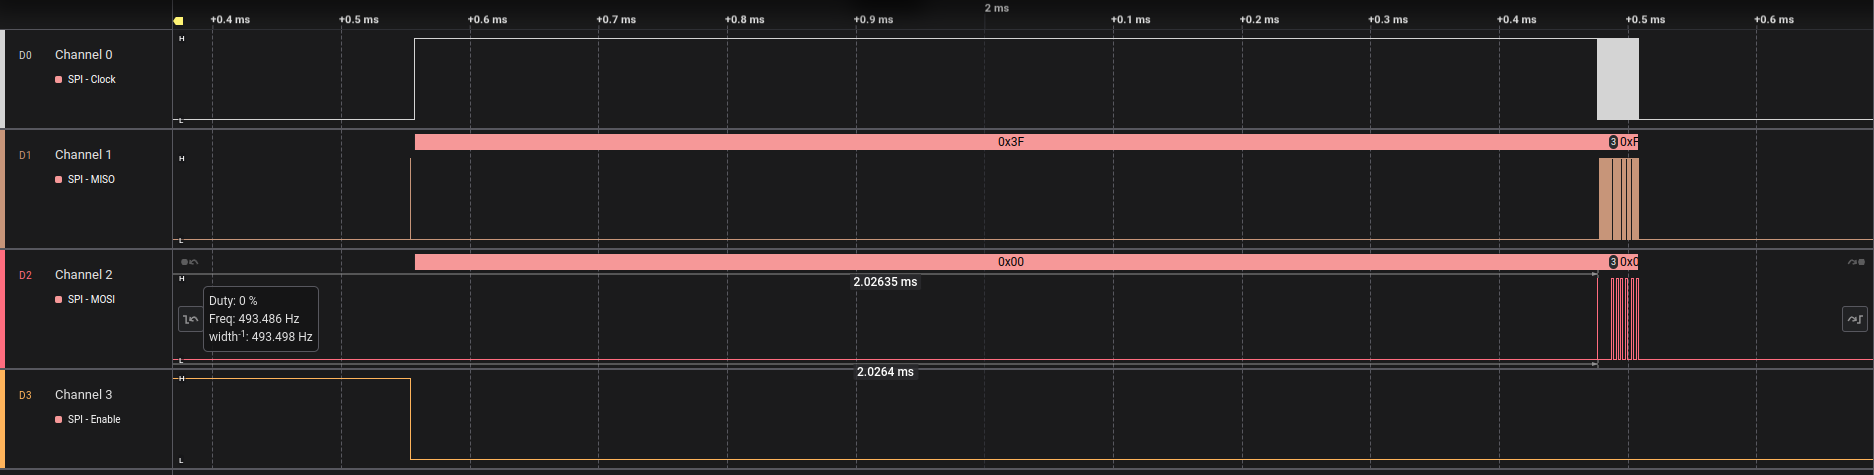 2 ms
+0.4 ms +0.5 ms +0.6 ms +0.7 ms +0.8 ms +0.9 ms +0.1 ms +0.2 ms +0.3 ms +0.4 ms +0.5 ms +0.6 ms
D0 Channel 0
SPI - Clock
H
L
D1 Channel 1
SPI - MISO
0x3F 3 0xF
H
L
D2 Channel 2
SPI - MOSI
0x00 3 0x0
H
2.02635 ms
Duty: 0 %
Freq: 493.486 Hz
width-1: 493.498 Hz
L
2.0264 ms
D3 Channel 3
SPI - Enable
H
L